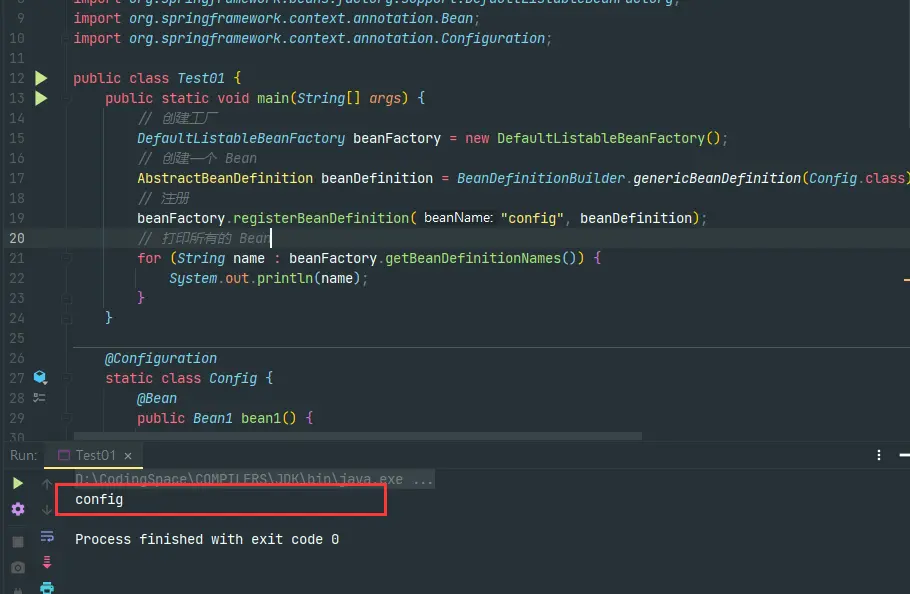 8 import org.springframework.beans.factory.support.DefaultListableBeanFactory;
9 import org.springframework.context.annotation.Bean;
10 import org.springframework.context.annotation.Configuration;
11
12 public class Test01 {
13 public static void main(String[] args) {
14 // 创建工厂
15 DefaultListableBeanFactory beanFactory = new DefaultListableBeanFactory();
16 // 创建一个 Bean
17 AbstractBeanDefinition beanDefinition = BeanDefinitionBuilder.genericBeanDefinition(Config.class)
18 // 注册
19 beanFactory.registerBeanDefinition( beanName: "config", beanDefinition);
20 // 打印所有的 Bean
21 for (String name : beanFactory.getBeanDefinitionNames()) {
22 System.out.println(name);
23 }
24 }
25
26 @Configuration
27 static class Config {
28 @Bean
29 public Bean1 bean1() {
30
Run: Test01 ×
D:\CodingSpace\COMPILERS\JDK\bin\java.exe ...
config
Process finished with exit code 0